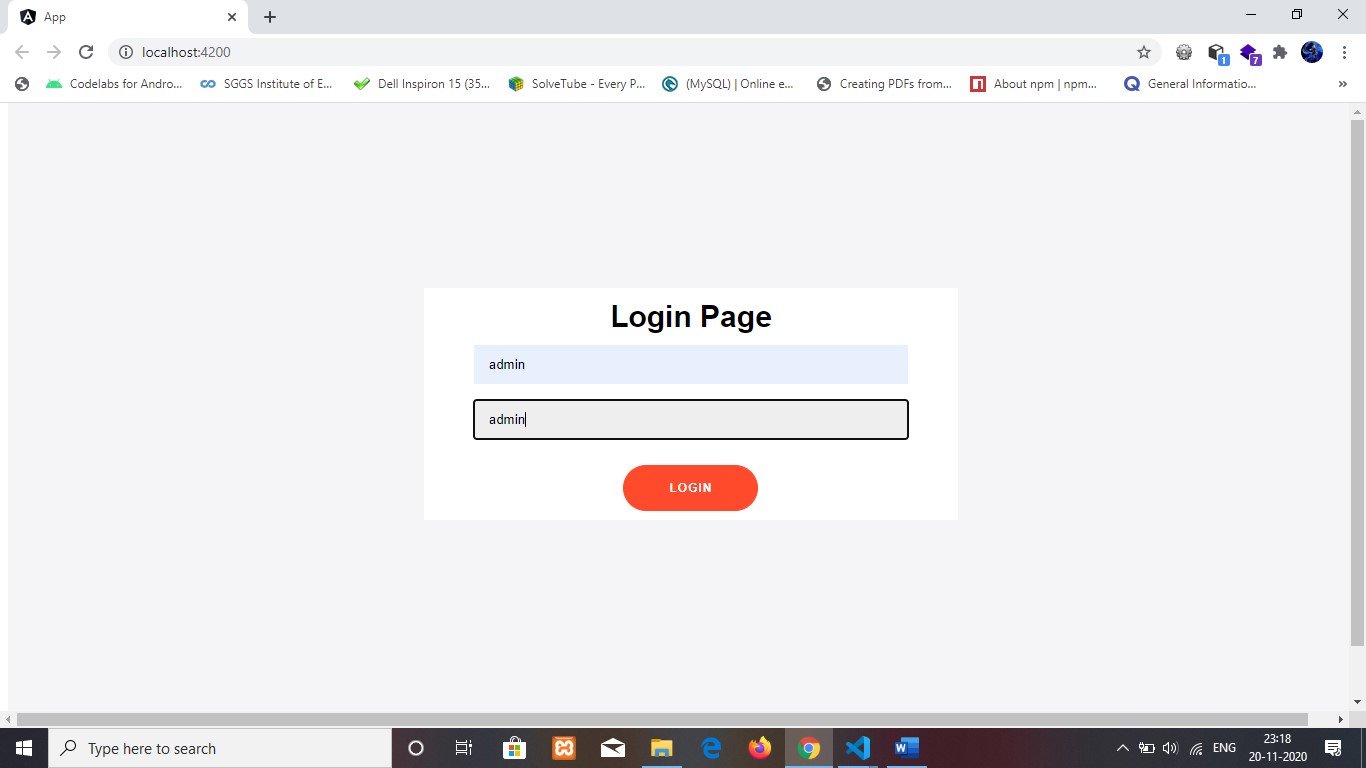 App
localhost:4200
1
7
Codelabs for Andro...
SGGS Institute of E...
Dell Inspiron 15 (35...
SolveTube - Every P...
(MySQL) | Online e...
Creating PDFs from...
About npm | npm...
General Informatio...
»
Login Page
admin
admin
LOGIN
Type here to search
ENG
23:18
20-11-2020